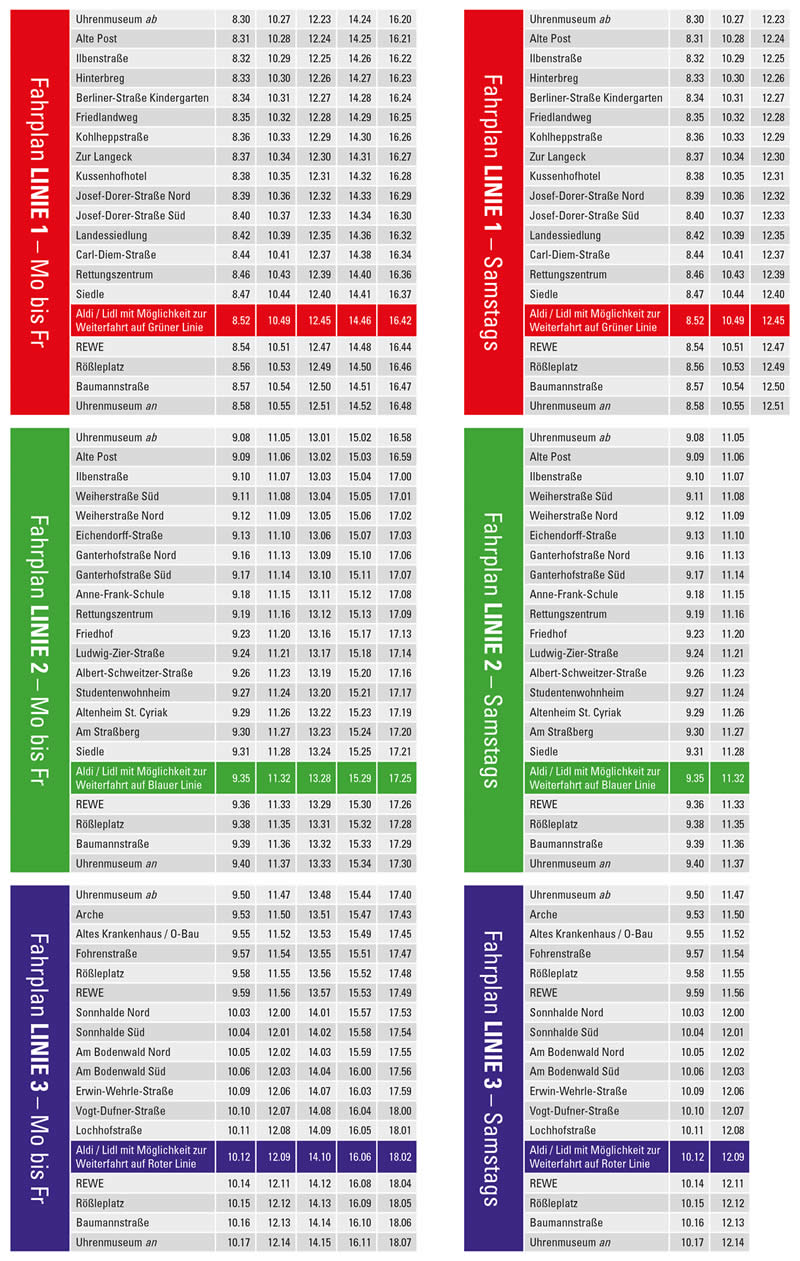 Fahrplan LINIE 1 – Mo bis Fr
Uhrenmuseum ab 8.30 10.27 12.23 14.24 16.20
Alte Post 8.31 10.28 12.24 14.25 16.21
Ilbenstraße 8.32 10.29 12.25 14.26 16.22
Hinterbreg 8.33 10.30 12.26 14.27 16.23
Berliner-Straße Kindergarten 8.34 10.31 12.27 14.28 16.24
Friedlandweg 8.35 10.32 12.28 14.29 16.25
Kohlheppstraße 8.36 10.33 12.29 14.30 16.26
Zur Langeck 8.37 10.34 12.30 14.31 16.27
Kussenhofhotel 8.38 10.35 12.31 14.32 16.28
Josef-Dorer-Straße Nord 8.39 10.36 12.32 14.33 16.29
Josef-Dorer-Straße Süd 8.40 10.37 12.33 14.34 16.30
Landessiedlung 8.42 10.39 12.35 14.36 16.32
Carl-Diem-Straße 8.44 10.41 12.37 14.38 16.34
Rettungszentrum 8.46 10.43 12.39 14.40 16.36
Siedle 8.47 10.44 12.40 14.41 16.37
Aldi / Lidl mit Möglichkeit zur
Weiterfahrt auf Grüner Linie 8.52 10.49 12.45 14.46 16.42
REWE 8.54 10.51 12.47 14.48 16.44
Rößleplatz 8.56 10.53 12.49 14.50 16.46
Baumannstraße 8.57 10.54 12.50 14.51 16.47
Uhrenmuseum an 8.58 10.55 12.51 14.52 16.48
Fahrplan LINIE 1 – Samstags
Uhrenmuseum ab 8.30 10.27 12.23
Alte Post 8.31 10.28 12.24
Ilbenstraße 8.32 10.29 12.25
Hinterbreg 8.33 10.30 12.26
Berliner-Straße Kindergarten 8.34 10.31 12.27
Friedlandweg 8.35 10.32 12.28
Kohlheppstraße 8.36 10.33 12.29
Zur Langeck 8.37 10.34 12.30
Kussenhofhotel 8.38 10.35 12.31
Josef-Dorer-Straße Nord 8.39 10.36 12.32
Josef-Dorer-Straße Süd 8.40 10.37 12.33
Landessiedlung 8.42 10.39 12.35
Carl-Diem-Straße 8.44 10.41 12.37
Rettungszentrum 8.46 10.43 12.39
Siedle 8.47 10.44 12.40
Aldi / Lidl mit Möglichkeit zur
Weiterfahrt auf Grüner Linie 8.52 10.49 12.45
REWE 8.54 10.51 12.47
Rößleplatz 8.56 10.53 12.49
Baumannstraße 8.57 10.54 12.50
Uhrenmuseum an 8.58 10.55 12.51
Fahrplan LINIE 2 – Mo bis Fr
Uhrenmuseum ab 9.08 11.05 13.01 15.02 16.58
Alte Post 9.09 11.06 13.02 15.03 16.59
Ilbenstraße 9.10 11.07 13.03 15.04 17.00
Weiherstraße Süd 9.11 11.08 13.04 15.05 17.01
Weiherstraße Nord 9.12 11.09 13.05 15.06 17.02
Eichendorff-Straße 9.13 11.10 13.06 15.07 17.03
Ganterhofstraße Nord 9.16 11.13 13.09 15.10 17.06
Ganterhofstraße Süd 9.17 11.14 13.10 15.11 17.07
Anne-Frank-Schule 9.18 11.15 13.11 15.12 17.08
Rettungszentrum 9.19 11.16 13.12 15.13 17.09
Friedhof 9.23 11.20 13.16 15.17 17.13
Ludwig-Zier-Straße 9.24 11.21 13.17 15.18 17.14
Albert-Schweitzer-Straße 9.26 11.23 13.19 15.20 17.16
Studentenwohnheim 9.27 11.24 13.20 15.21 17.17
Altenheim St. Cyriak 9.29 11.26 13.22 15.23 17.19
Am Straßberg 9.30 11.27 13.23 15.24 17.20
Siedle 9.31 11.28 13.24 15.25 17.21
Aldi / Lidl mit Möglichkeit zur
Weiterfahrt auf Blauer Linie 9.35 11.32 13.28 15.29 17.25
REWE 9.36 11.33 13.29 15.30 17.26
Rößleplatz 9.38 11.35 13.31 15.32 17.28
Baumannstraße 9.39 11.36 13.32 15.33 17.29
Uhrenmuseum an 9.40 11.37 13.33 15.34 17.30
Fahrplan LINIE 2 – Samstags
Uhrenmuseum ab 9.08 11.05
Alte Post 9.09 11.06
Ilbenstraße 9.10 11.07
Weiherstraße Süd 9.11 11.08
Weiherstraße Nord 9.12 11.09
Eichendorff-Straße 9.13 11.10
Ganterhofstraße Nord 9.16 11.13
Ganterhofstraße Süd 9.17 11.14
Anne-Frank-Schule 9.18 11.15
Rettungszentrum 9.19 11.16
Friedhof 9.23 11.20
Ludwig-Zier-Straße 9.24 11.21
Albert-Schweitzer-Straße 9.26 11.23
Studentenwohnheim 9.27 11.24
Altenheim St. Cyriak 9.29 11.26
Am Straßberg 9.30 11.27
Siedle 9.31 11.28
Aldi / Lidl mit Möglichkeit zur
Weiterfahrt auf Blauer Linie 9.35 11.32
REWE 9.36 11.33
Rößleplatz 9.38 11.35
Baumannstraße 9.39 11.36
Uhrenmuseum an 9.40 11.37
Fahrplan LINIE 3 – Mo bis Fr
Uhrenmuseum ab 9.50 11.47 13.48 15.44 17.40
Arche 9.53 11.50 13.51 15.47 17.43
Altes Krankenhaus / O-Bau 9.55 11.52 13.53 15.49 17.45
Fohrenstraße 9.57 11.54 13.55 15.51 17.47
Rößleplatz 9.58 11.55 13.56 15.52 17.48
REWE 9.59 11.56 13.57 15.53 17.49
Sonnhalde Nord 10.03 12.00 14.01 15.57 17.53
Sonnhalde Süd 10.04 12.01 14.02 15.58 17.54
Am Bodenwald Nord 10.05 12.02 14.03 15.59 17.55
Am Bodenwald Süd 10.06 12.03 14.04 16.00 17.56
Erwin-Wehrle-Straße 10.09 12.06 14.07 16.03 17.59
Vogt-Dufner-Straße 10.10 12.07 14.08 16.04 18.00
Lochhofstraße 10.11 12.08 14.09 16.05 18.01
Aldi / Lidl mit Möglichkeit zur
Weiterfahrt auf Roter Linie 10.12 12.09 14.10 16.06 18.02
REWE 10.14 12.11 14.12 16.08 18.04
Rößleplatz 10.15 12.12 14.13 16.09 18.05
Baumannstraße 10.16 12.13 14.14 16.10 18.06
Uhrenmuseum an 10.17 12.14 14.15 16.11 18.07
Fahrplan LINIE 3 – Samstags
Uhrenmuseum ab 9.50 11.47
Arche 9.53 11.50
Altes Krankenhaus / O-Bau 9.55 11.52
Fohrenstraße 9.57 11.54
Rößleplatz 9.58 11.55
REWE 9.59 11.56
Sonnhalde Nord 10.03 12.00
Sonnhalde Süd 10.04 12.01
Am Bodenwald Nord 10.05 12.02
Am Bodenwald Süd 10.06 12.03
Erwin-Wehrle-Straße 10.09 12.06
Vogt-Dufner-Straße 10.10 12.07
Lochhofstraße 10.11 12.08
Aldi / Lidl mit Möglichkeit zur
Weiterfahrt auf Roter Linie 10.12 12.09
REWE 10.14 12.11
Rößleplatz 10.15 12.12
Baumannstraße 10.16 12.13
Uhrenmuseum an 10.17 12.14